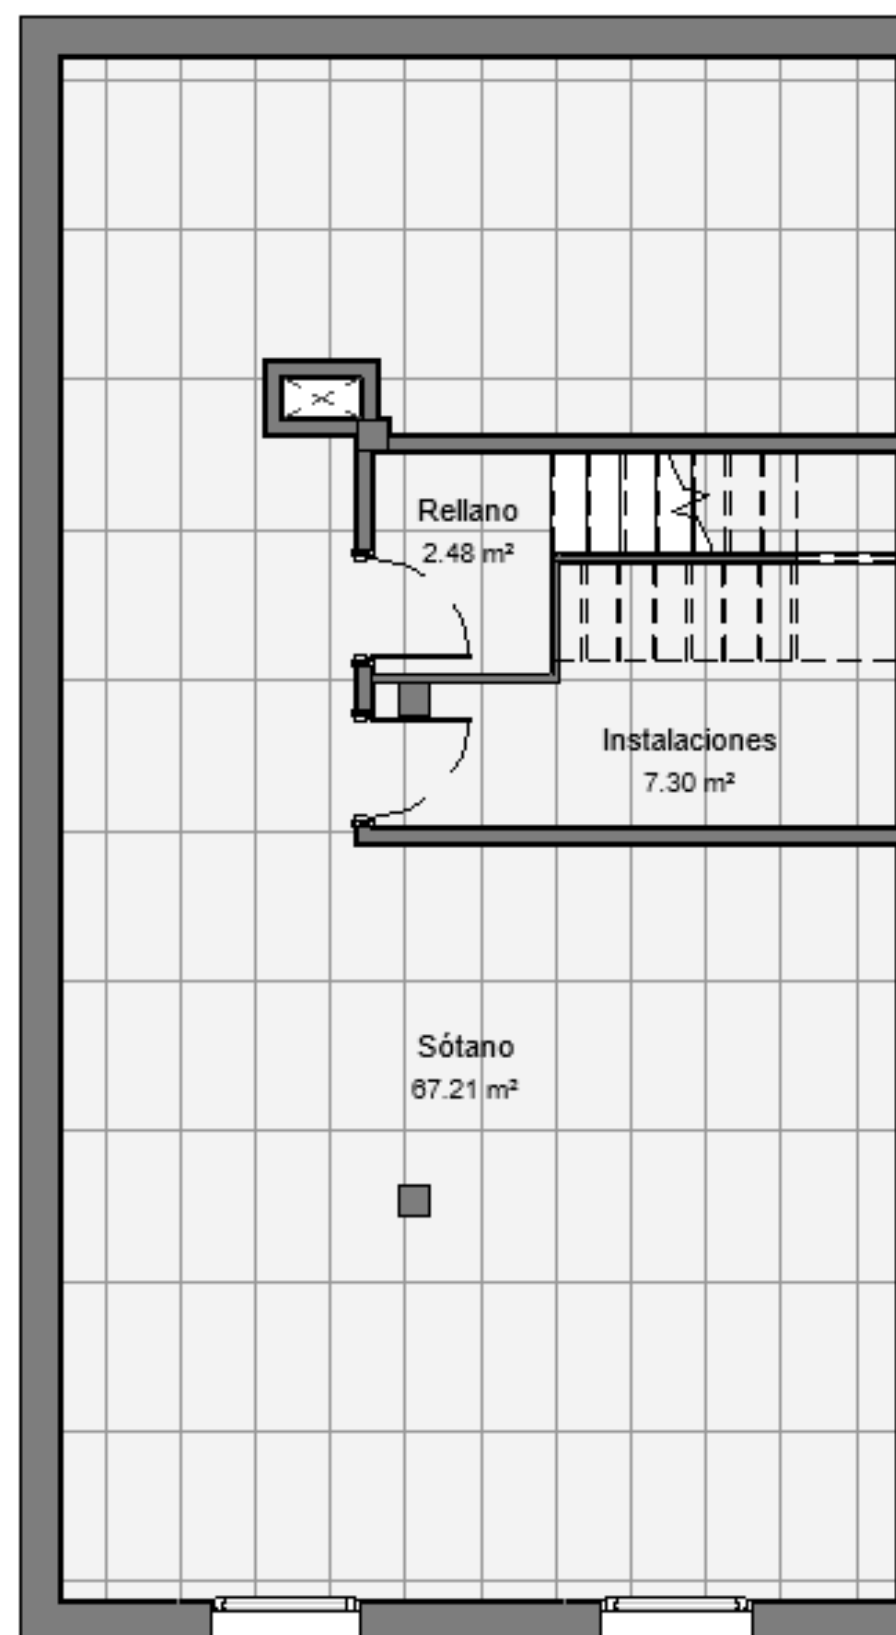 Rellano
2.48 m²
Instalaciones
7.30 m²
Sótano
67.21 m²